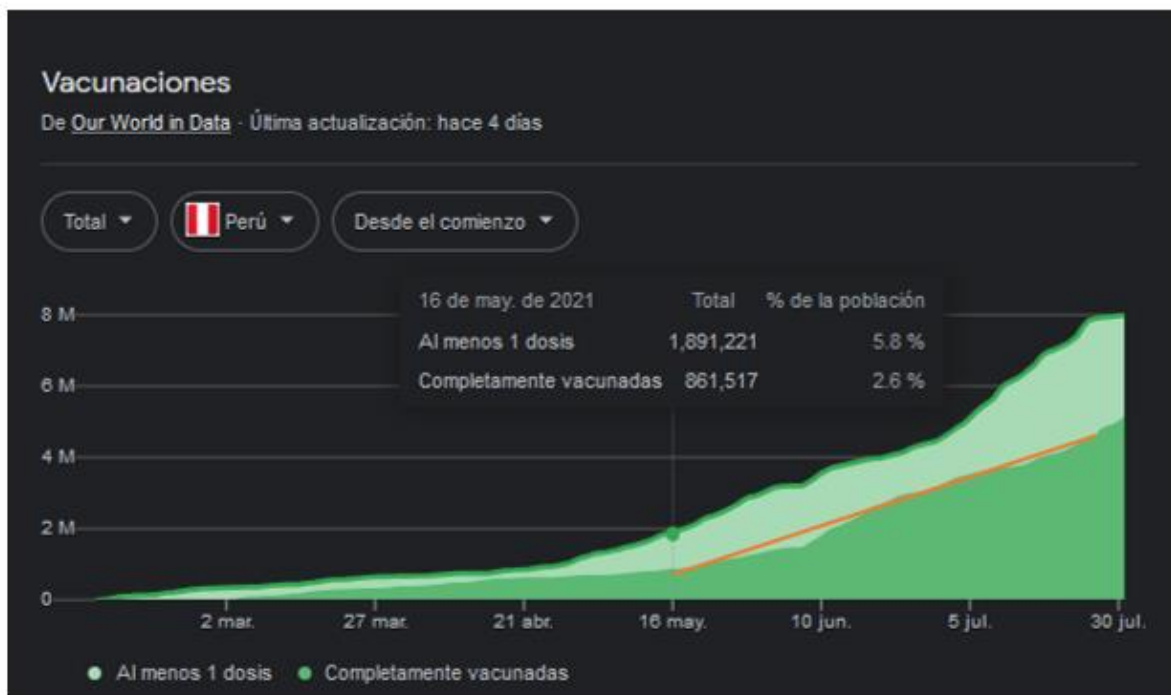 Vacunaciones
De Our World in Data · Última actualización: hace 4 días
Total Perú Desde el comienzo
16 de may. de 2021 Total % de la población
Al menos 1 dosis 1,891,221 5.8 %
Completamente vacunadas 861,517 2.6 %
8 M
6 M
4 M
2 M
0
2 mar. 27 mar. 21 abr. 16 may. 10 jun. 5 jul. 30 jul.
Al menos 1 dosis Completamente vacunadas